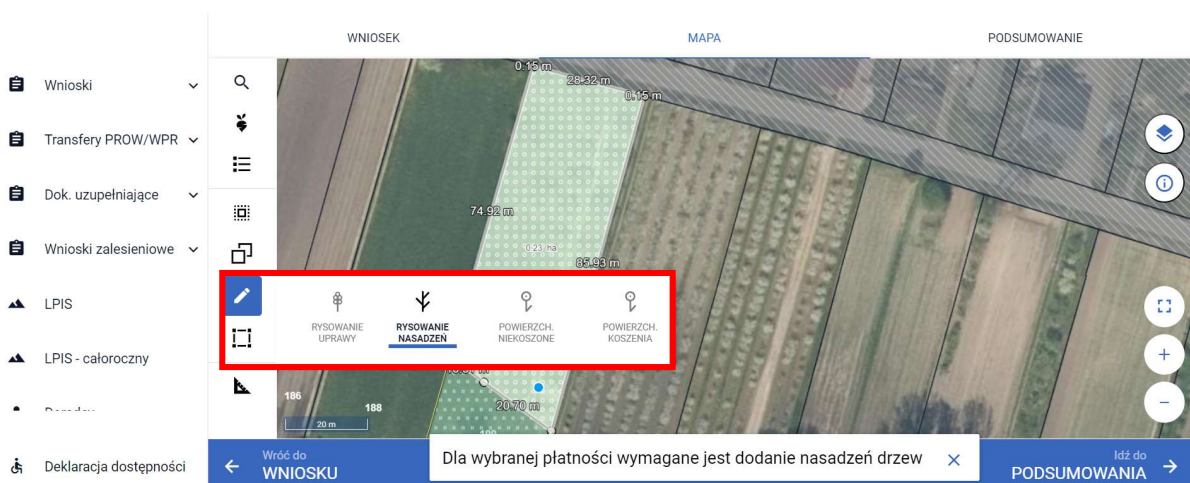 WNIOSEK
MAPA
PODSUMOWANIE
Wnioski
Transfery PROW/WPR
Dok. uzupełniające
Wnioski zalesieniowe
LPIS
LPIS - całoroczny
Deklaracja dostępności
0.15 m
28.32 m
0.15 m
74.92 m
0.23 ha
85.93 m
RYSOWANIE
UPRAWY
RYSOWANIE
NASADZEŃ
POWIERZCH.
NIEKOSZONE
POWIERZCH.
KOSZENIA
186
188
20.70 m
20 m
Wróć do
WNIOSKU
Dla wybranej płatności wymagane jest dodanie nasadzeń drzew
Idź do
PODSUMOWANIA